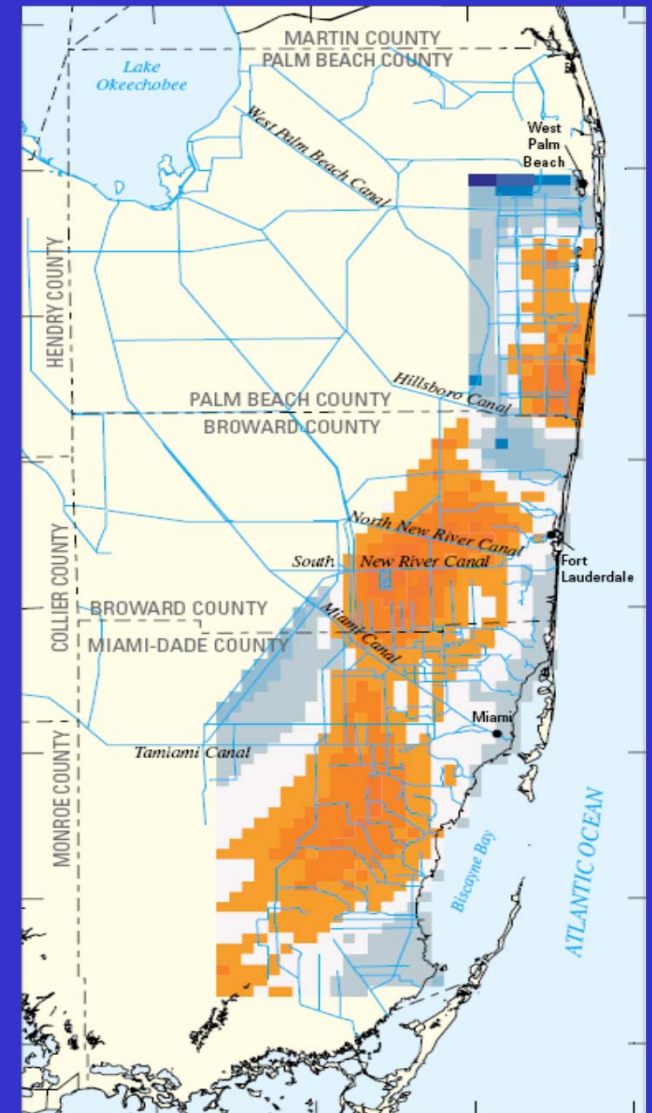 MARTIN COUNTY
PALM BEACH COUNTY
Lake
Okeechobee
West Palm Beach Canal
West
Palm
Beach
HENDRY COUNTY
Hillsboro Canal
PALM BEACH COUNTY
BROWARD COUNTY
North New River Canal
South New River Canal
Fort
Lauderdale
COLLIER COUNTY
BROWARD COUNTY
MIAMI-DADE COUNTY
Miami Canal
Miami
Tamiami Canal
MONROE COUNTY
Biscayne Bay
ATLANTIC OCEAN